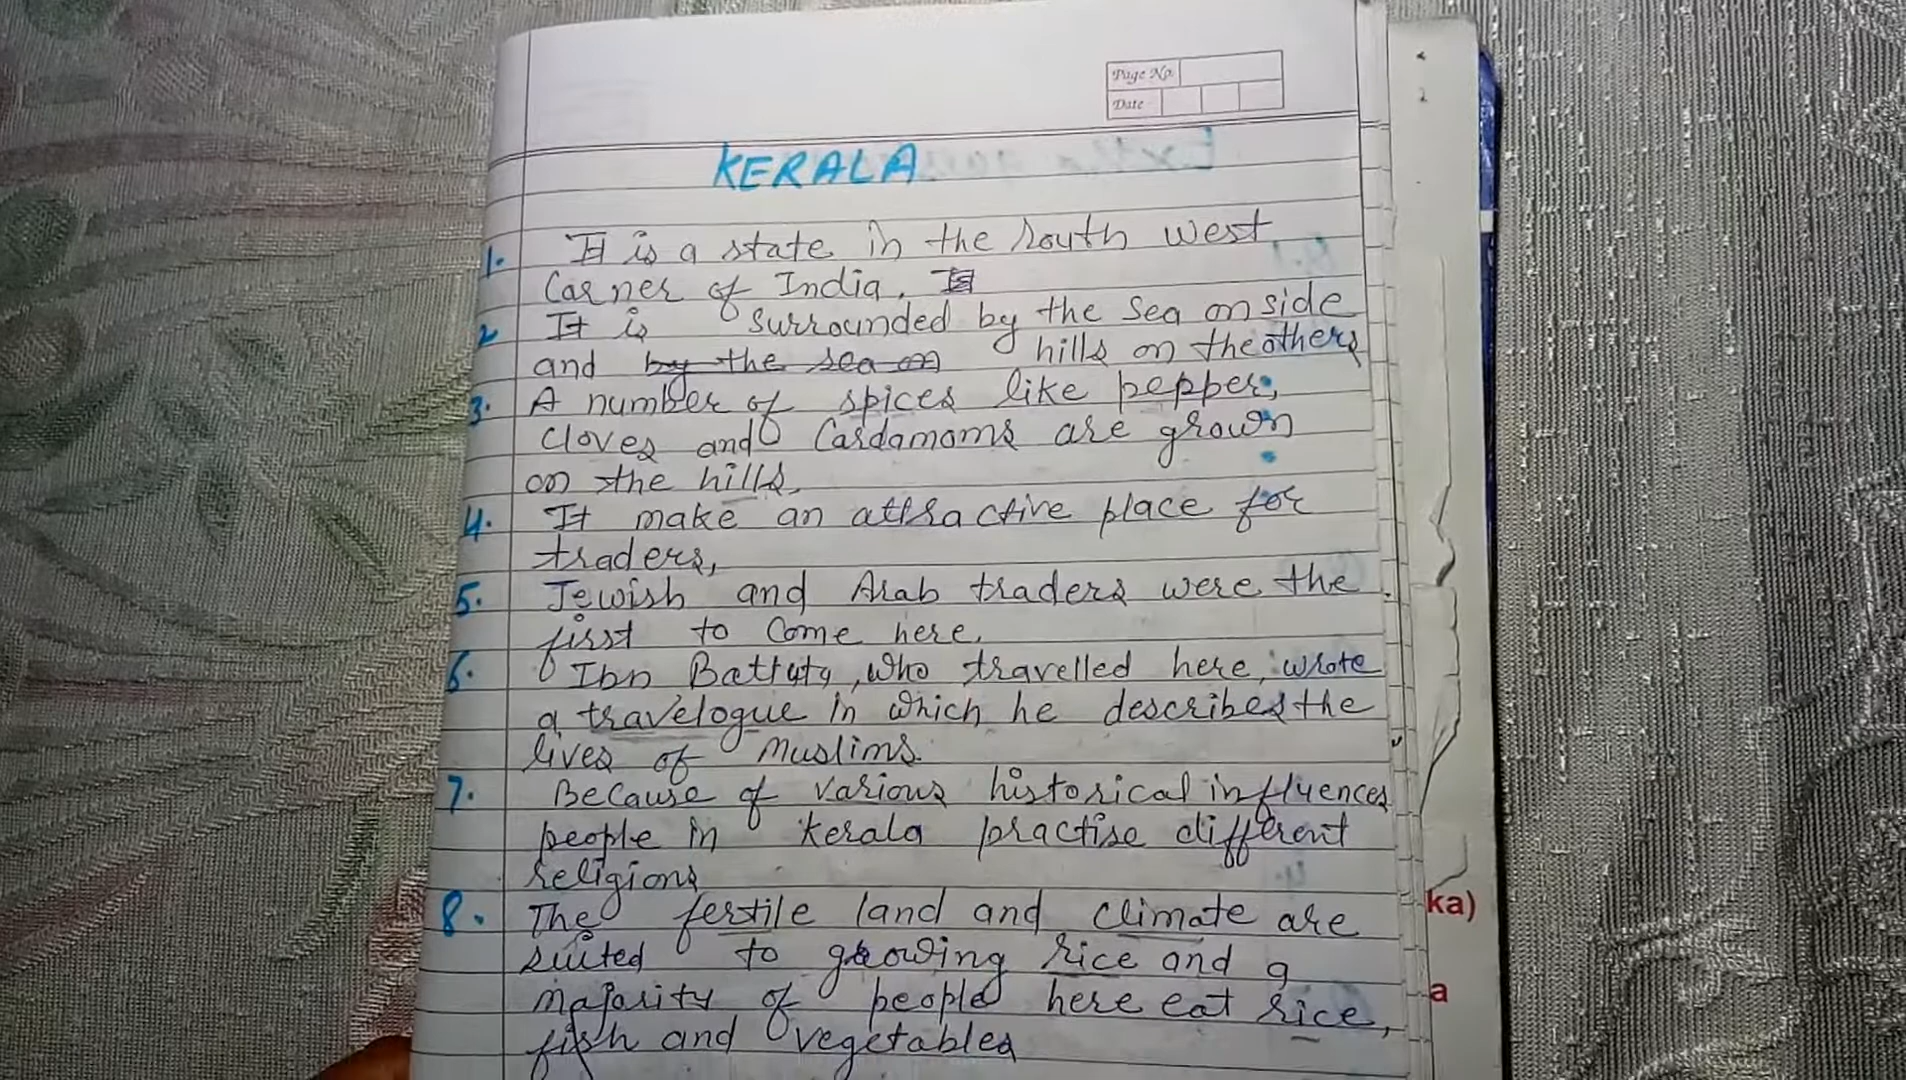 Page No.
Date
KERALA
1. It is a state in the south west
Corner of India.
2 It is surrounded by the sea on side
and by the sea on hills on the others
3. A number of spices like pepper,
cloves and Cardamoms are grown
on the hills.
4. It make an attractive place for
traders,
5. Jewish and Arab traders were the
first to come here.
6. Ibn Battuta, who travelled here, wrote
a travelogue in which he describes the
lives of muslims.
7. Because of various historical influences
people in kerala practise different
religions
8. The fertile land and climate are
suited to growing rice and a
majority of people here eat rice,
fish and vegetables
ka)
a